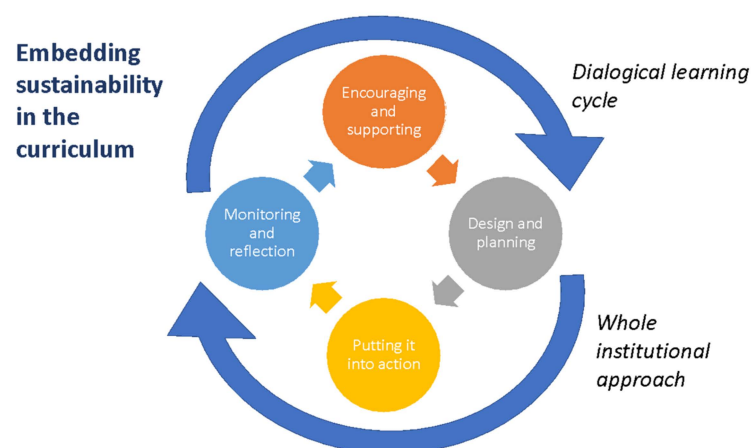 Embedding
sustainability
in the
curriculum
Dialogical learning
cycle
Encouraging
and
supporting
Monitoring
and
reflection
Design and
planning
Putting it
into action
Whole
institutional
approach